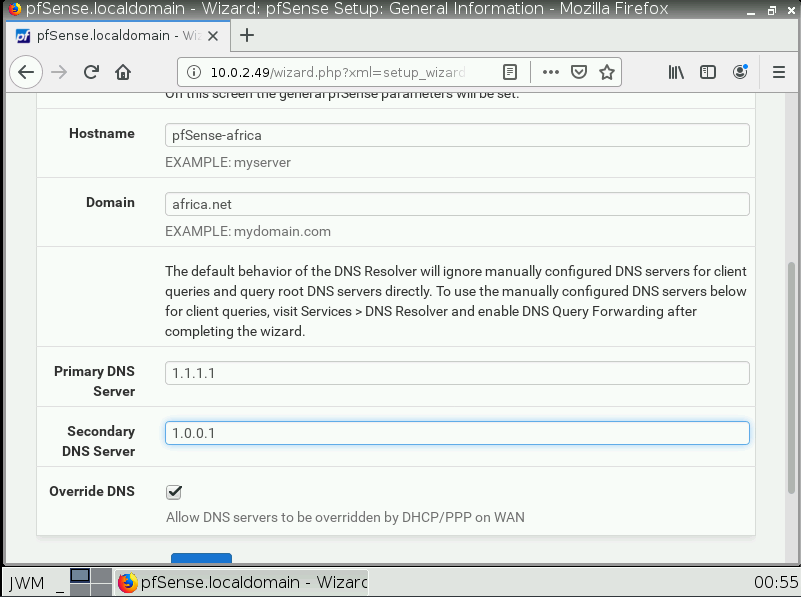 pfSense.localdomain - Wizard: pfSense Setup: General Information - Mozilla Firefox
pfSense.localdomain - Wiz
10.0.2.49/wizard.php?xml=setup_wizard
On this screen the general pfSense parameters will be set.
Hostname
pfSense-africa
EXAMPLE: myserver
Domain
africa.net
EXAMPLE: mydomain.com
The default behavior of the DNS Resolver will ignore manually configured DNS servers for client
queries and query root DNS servers directly. To use the manually configured DNS servers below
for client queries, visit Services > DNS Resolver and enable DNS Query Forwarding after
completing the wizard.
Primary DNS
Server
1.1.1.1
Secondary
DNS Server
1.0.0.1
Override DNS
Allow DNS servers to be overridden by DHCP/PPP on WAN
JWM _ pfSense.localdomain - Wizard 00:55